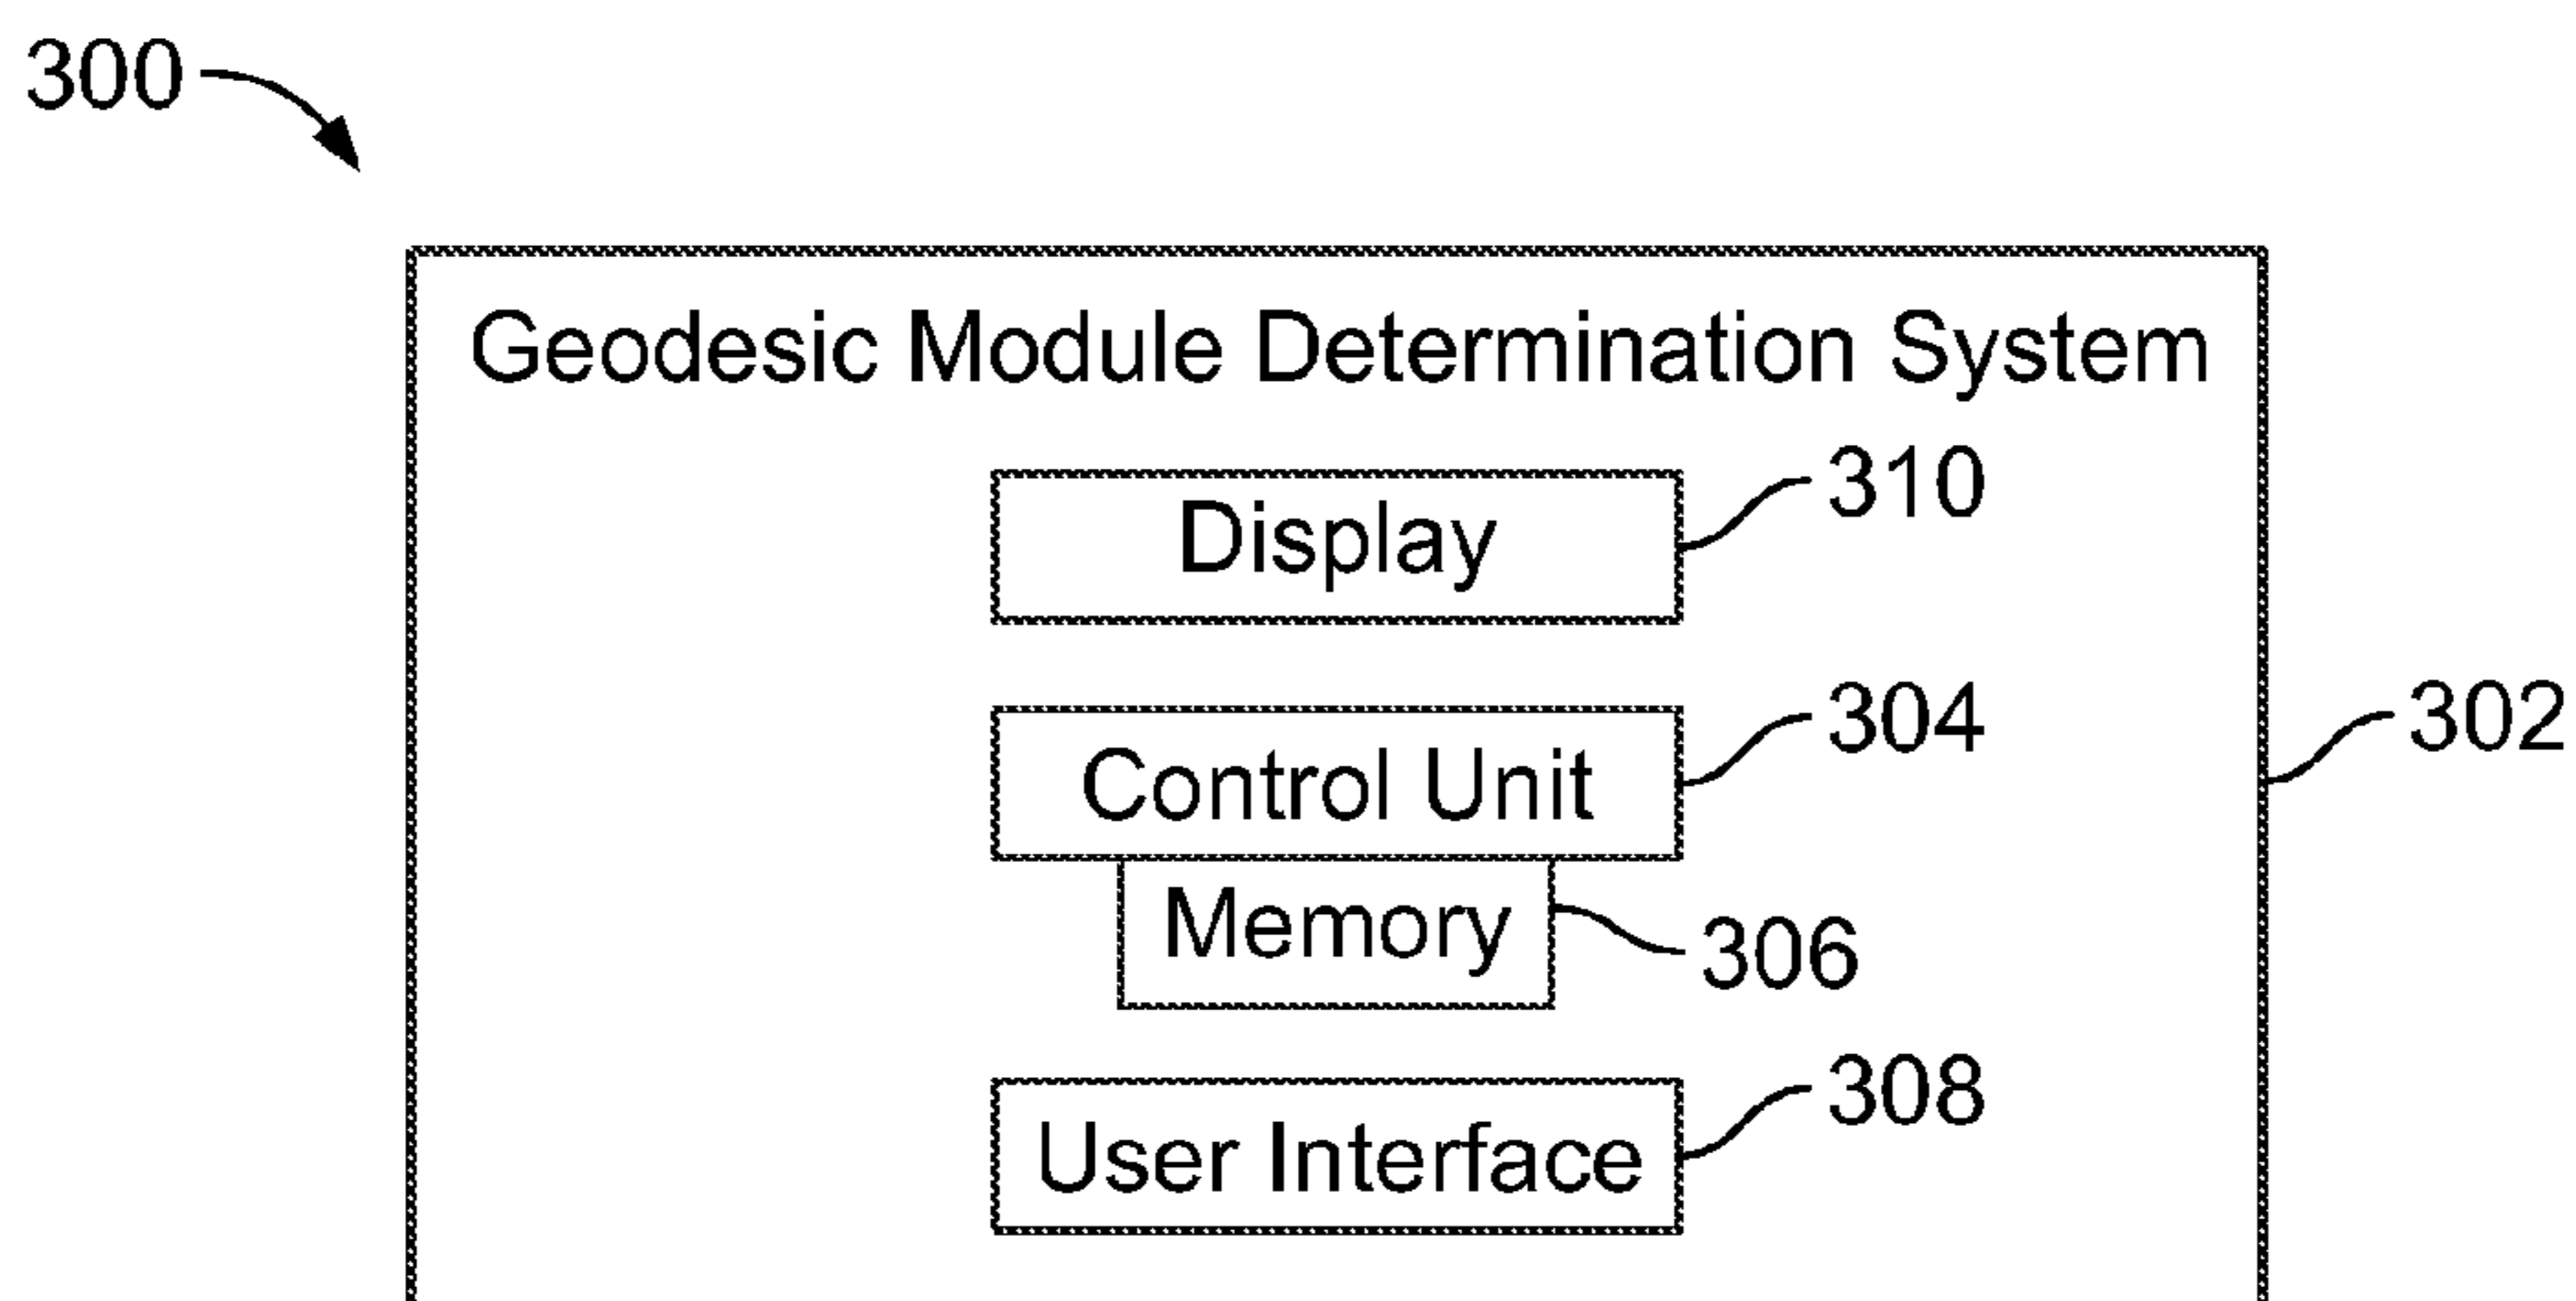 300
Geodesic Module Determination System
Display
310
Control Unit
304
302
Memory
306
User Interface
308